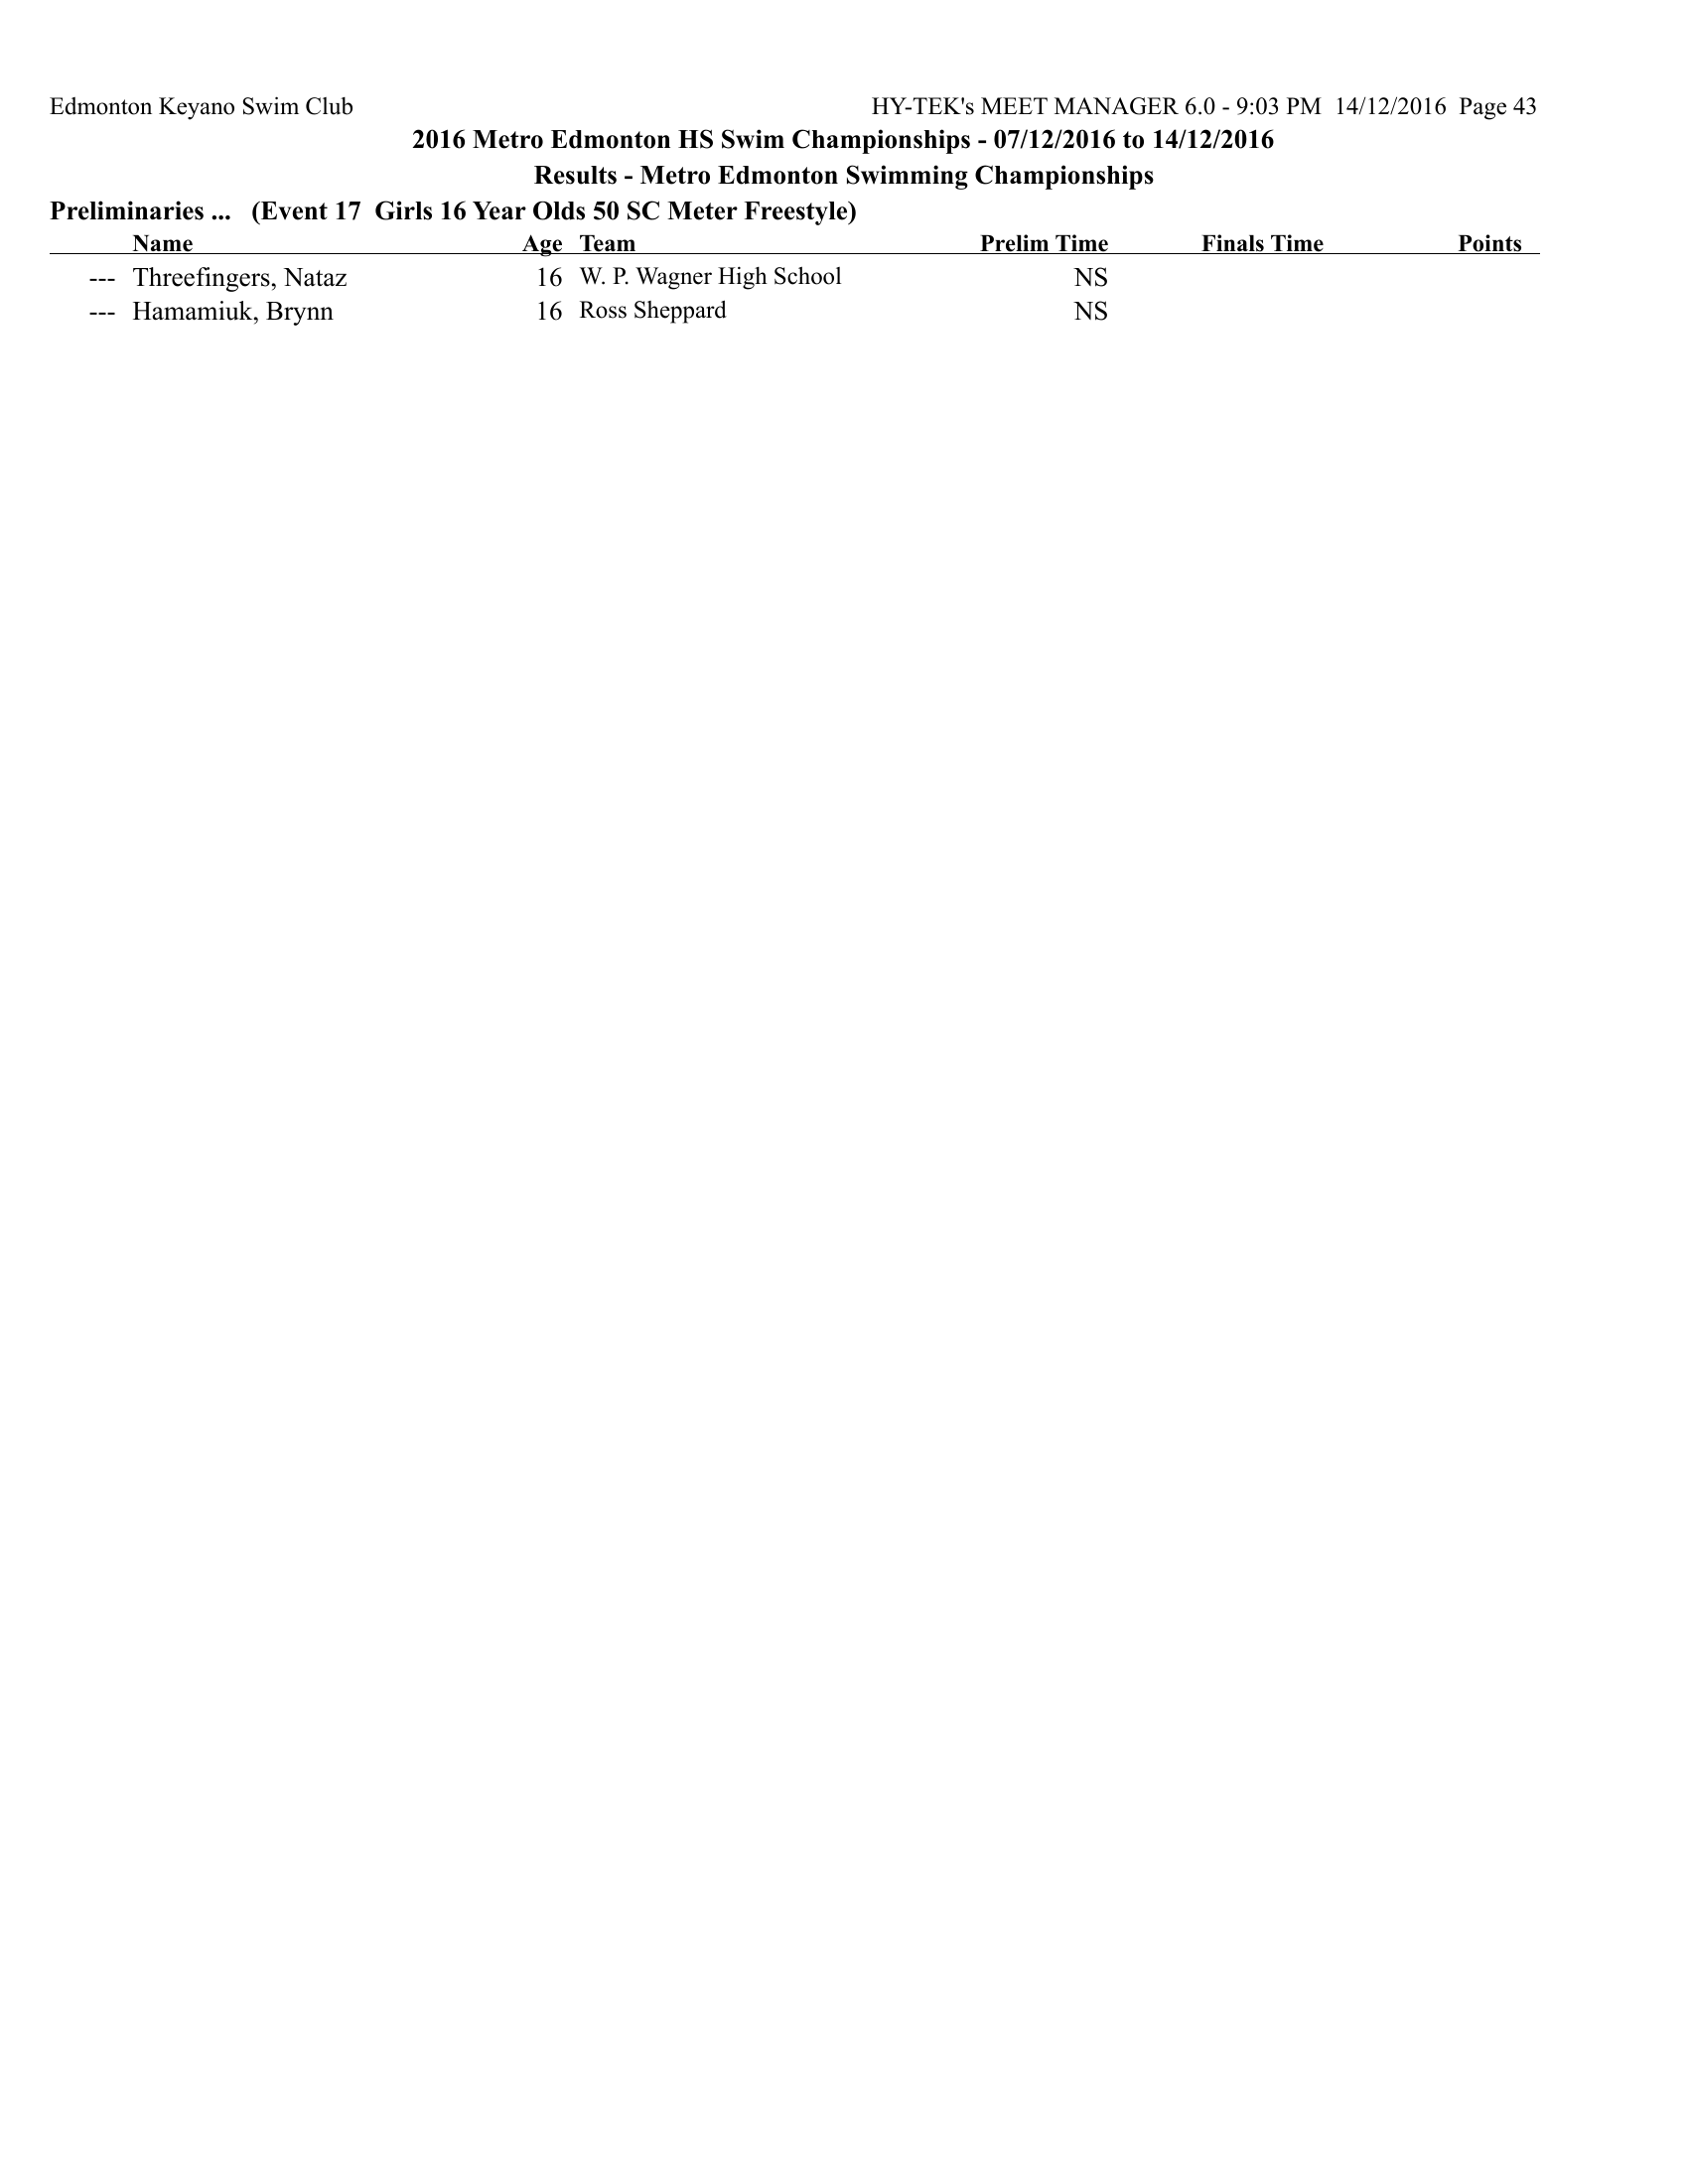 Edmonton Keyano Swim Club HY-TEK's MEET MANAGER 6.0 - 9:03 PM 14/12/2016 Page 43
2016 Metro Edmonton HS Swim Championships - 07/12/2016 to 14/12/2016
Results - Metro Edmonton Swimming Championships
Preliminaries ... (Event 17 Girls 16 Year Olds 50 SC Meter Freestyle)
Name Age Team Prelim Time Finals Time Points
--- Threefingers, Nataz 16 W. P. Wagner High School NS
--- Hamamiuk, Brynn 16 Ross Sheppard NS